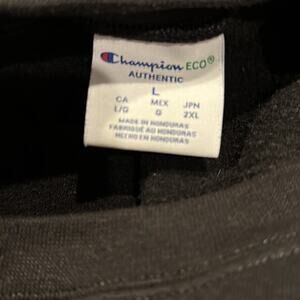 Champion ECO®
AUTHENTIC
L
CA MEX JPN
L/G G 2XL
MADE IN HONDURAS
FABRIQUÉ AU HONDURAS
HECHO EN HONDURAS